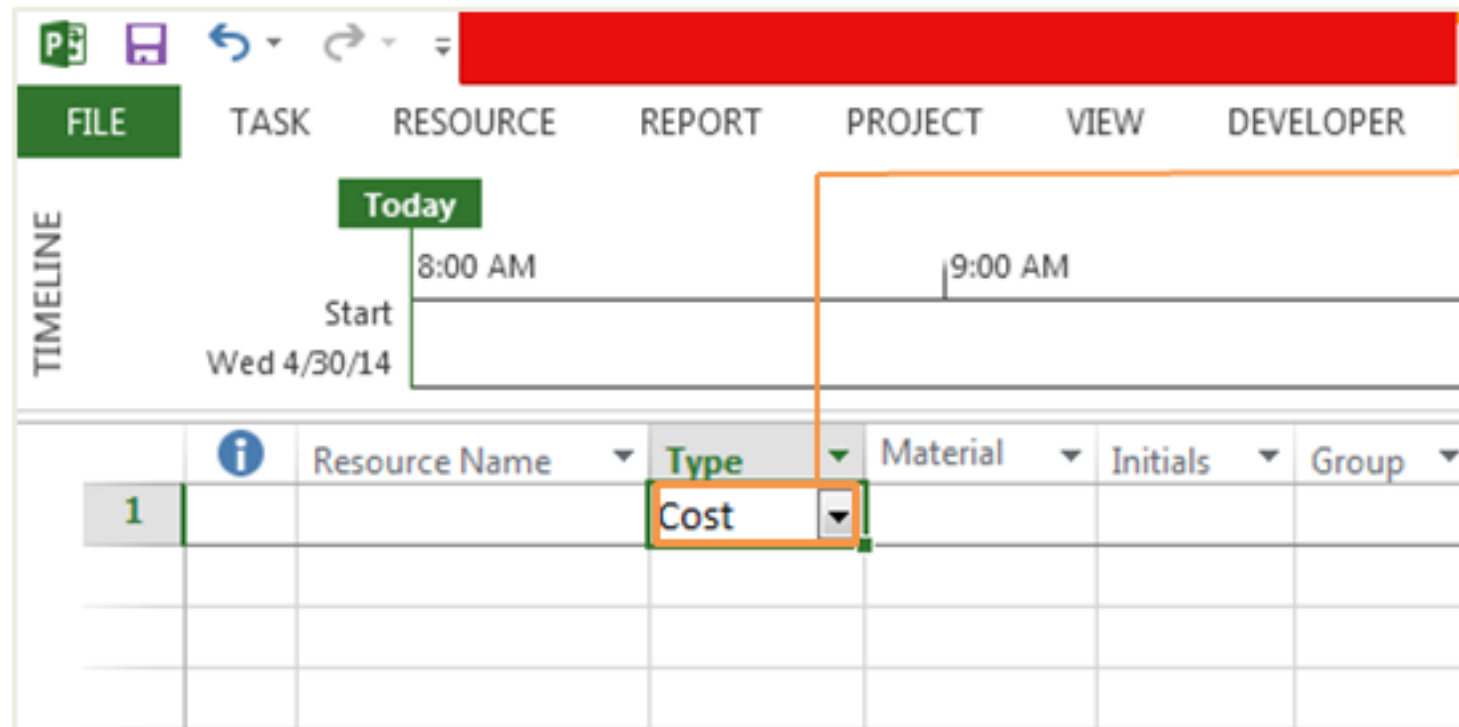 FILE TASK RESOURCE REPORT PROJECT VIEW DEVELOPER
TIMELINE
Today
8:00 AM 9:00 AM
Start
Wed 4/30/14
Resource Name Type Material Initials Group
1 Cost